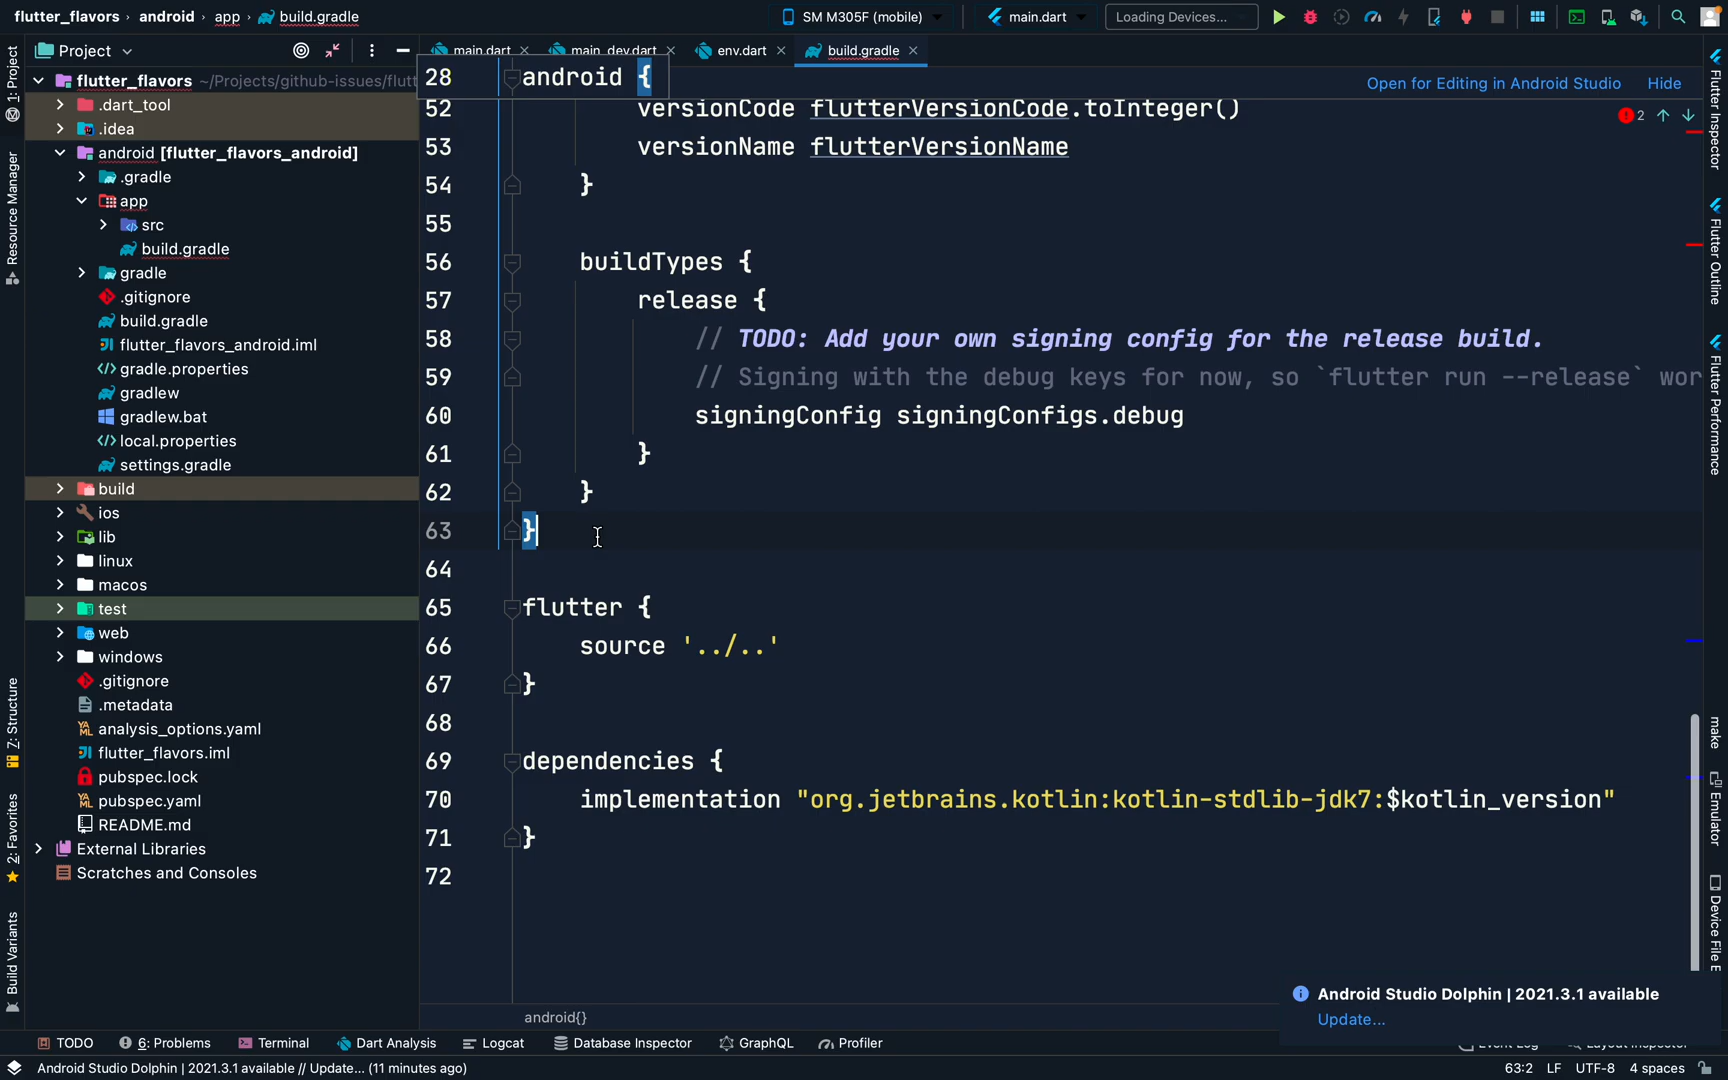 flutter_flavors
android
app
build.gradle
SM M305F (mobile)
main.dart
Loading Devices...
Project
main.dart
main_dev.dart
env.dart
build.gradle
Open for Editing in Android Studio
Hide
2
1: Project
Resource Manager
7: Structure
2: Favorites
Build Variants
flutter_flavors ~/Projects/github-issues/flutt
.dart_tool
.idea
android [flutter_flavors_android]
.gradle
app
src
build.gradle
gradle
.gitignore
build.gradle
flutter_flavors_android.iml
gradle.properties
gradlew
gradlew.bat
local.properties
settings.gradle
build
ios
lib
linux
macos
test
web
windows
.gitignore
.metadata
analysis_options.yaml
flutter_flavors.iml
pubspec.lock
pubspec.yaml
README.md
External Libraries
Scratches and Consoles
28 android {
52 versionCode flutterVersionCode.toInteger()
53 versionName flutterVersionName
54 }
55
56 buildTypes {
57 release {
58 // TODO: Add your own signing config for the release build.
59 // Signing with the debug keys for now, so `flutter run --release` wor
60 signingConfig signingConfigs.debug
61 }
62 }
63 }
64
65 flutter {
66 source '../..'
67 }
68
69 dependencies {
70 implementation "org.jetbrains.kotlin:kotlin-stdlib-jdk7:$kotlin_version"
71 }
72
android{}
Flutter Inspector
Flutter Outline
Flutter Performance
make
Emulator
Device File E
Android Studio Dolphin | 2021.3.1 available
Update...
TODO
6: Problems
Terminal
Dart Analysis
Logcat
Database Inspector
GraphQL
Profiler
Event Log
Layout Inspector
Android Studio Dolphin | 2021.3.1 available // Update... (11 minutes ago)
63:2 LF UTF-8 4 spaces